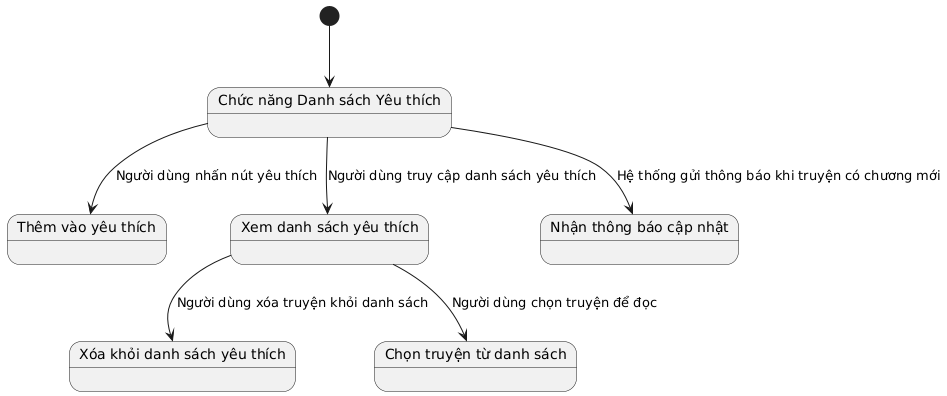 Chức năng Danh sách Yêu thích
Người dùng nhấn nút yêu thích
Người dùng truy cập danh sách yêu thích
Hệ thống gửi thông báo khi truyện có chương mới
Thêm vào yêu thích
Xem danh sách yêu thích
Nhận thông báo cập nhật
Người dùng xóa truyện khỏi danh sách
Người dùng chọn truyện để đọc
Xóa khỏi danh sách yêu thích
Chọn truyện từ danh sách